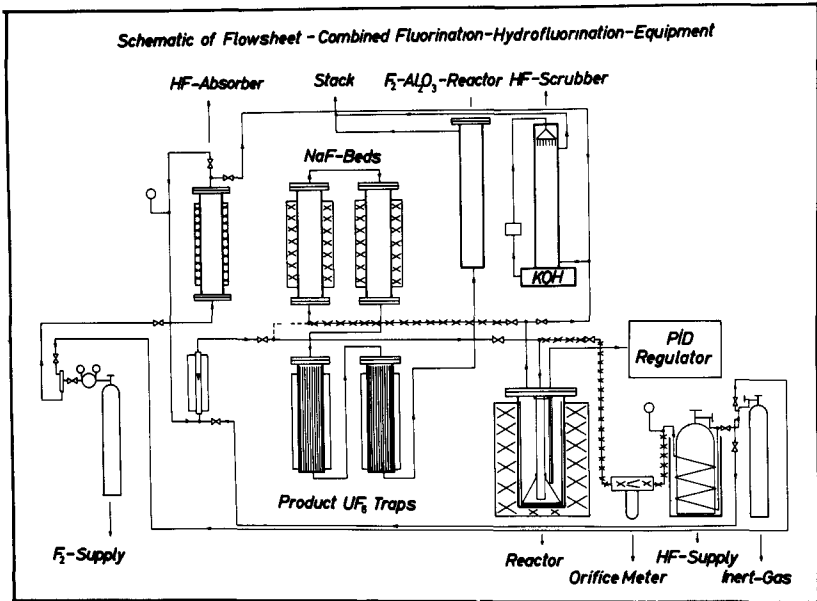 Schematic of Flowsheet - Combined Fluorination-Hydrofluorination-Equipment
HF-Absorber
Stack
F₂-Al₂O₃-Reactor
HF-Scrubber
NaF-Beds
KOH
PID
Regulator
Product UF₆ Traps
F₂-Supply
Reactor
Orifice Meter
HF-Supply
Inert-Gas